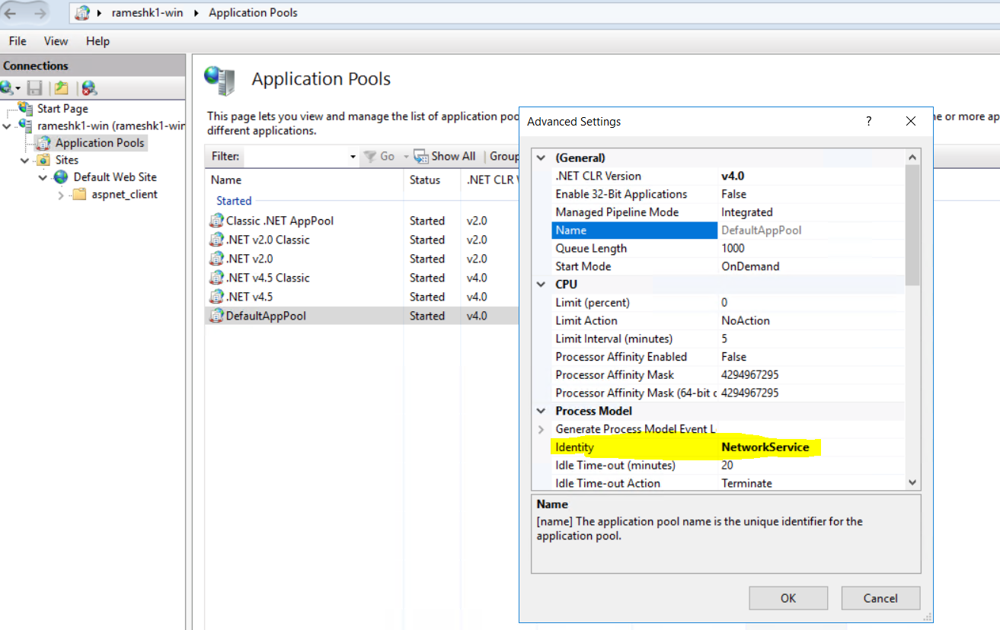 rameshk1-win Application Pools
File View Help
Connections
Start Page
rameshk1-win (rameshk1-win
Application Pools
Sites
Default Web Site
aspnet_client
Application Pools
This page lets you view and manage the list of application poo
different applications.
Filter: Go Show All Group
Name Status .NET CLR
Started
Classic .NET AppPool Started v2.0
.NET v2.0 Classic Started v2.0
.NET v2.0 Started v2.0
.NET v4.5 Classic Started v4.0
.NET v4.5 Started v4.0
DefaultAppPool Started v4.0
or more ap
Advanced Settings ?
(General)
.NET CLR Version v4.0
Enable 32-Bit Applications False
Managed Pipeline Mode Integrated
Name DefaultAppPool
Queue Length 1000
Start Mode OnDemand
CPU
Limit (percent) 0
Limit Action NoAction
Limit Interval (minutes) 5
Processor Affinity Enabled False
Processor Affinity Mask 4294967295
Processor Affinity Mask (64-bit 4294967295
Process Model
Generate Process Model Event L
Identity NetworkService
Idle Time-out (minutes) 20
Idle Time-out Action Terminate
Name
[name] The application pool name is the unique identifier for the
application pool.
OK Cancel